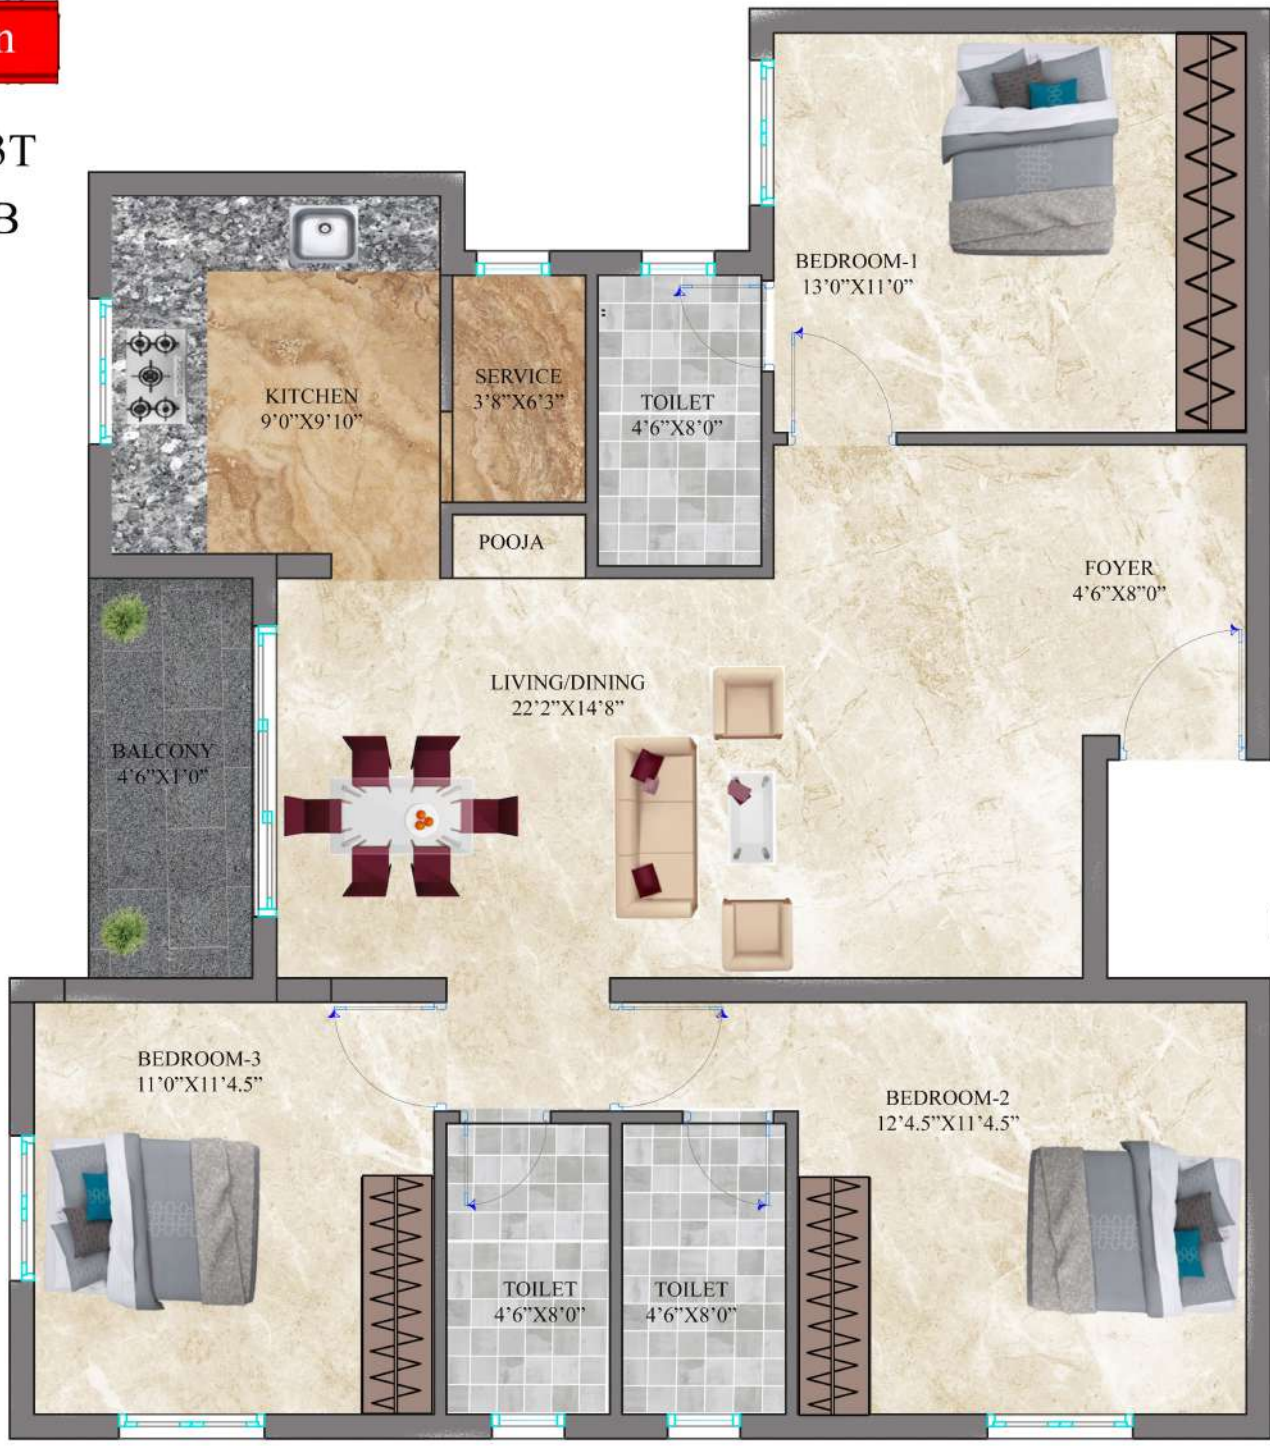 BEDROOM-1
13'0"X11'0"
KITCHEN
9'0"X9'10"
SERVICE
3'8"X6'3"
TOILET
4'6"X8'0"
POOJA
FOYER
4'6"X8"0"
LIVING/DINING
22'2"X14'8"
BALCONY
4'6"X1'0"
BEDROOM-3
11'0"X11'4.5"
BEDROOM-2
12'4.5"X11'4.5"
TOILET
4'6"X8'0"
TOILET
4'6"X8'0"